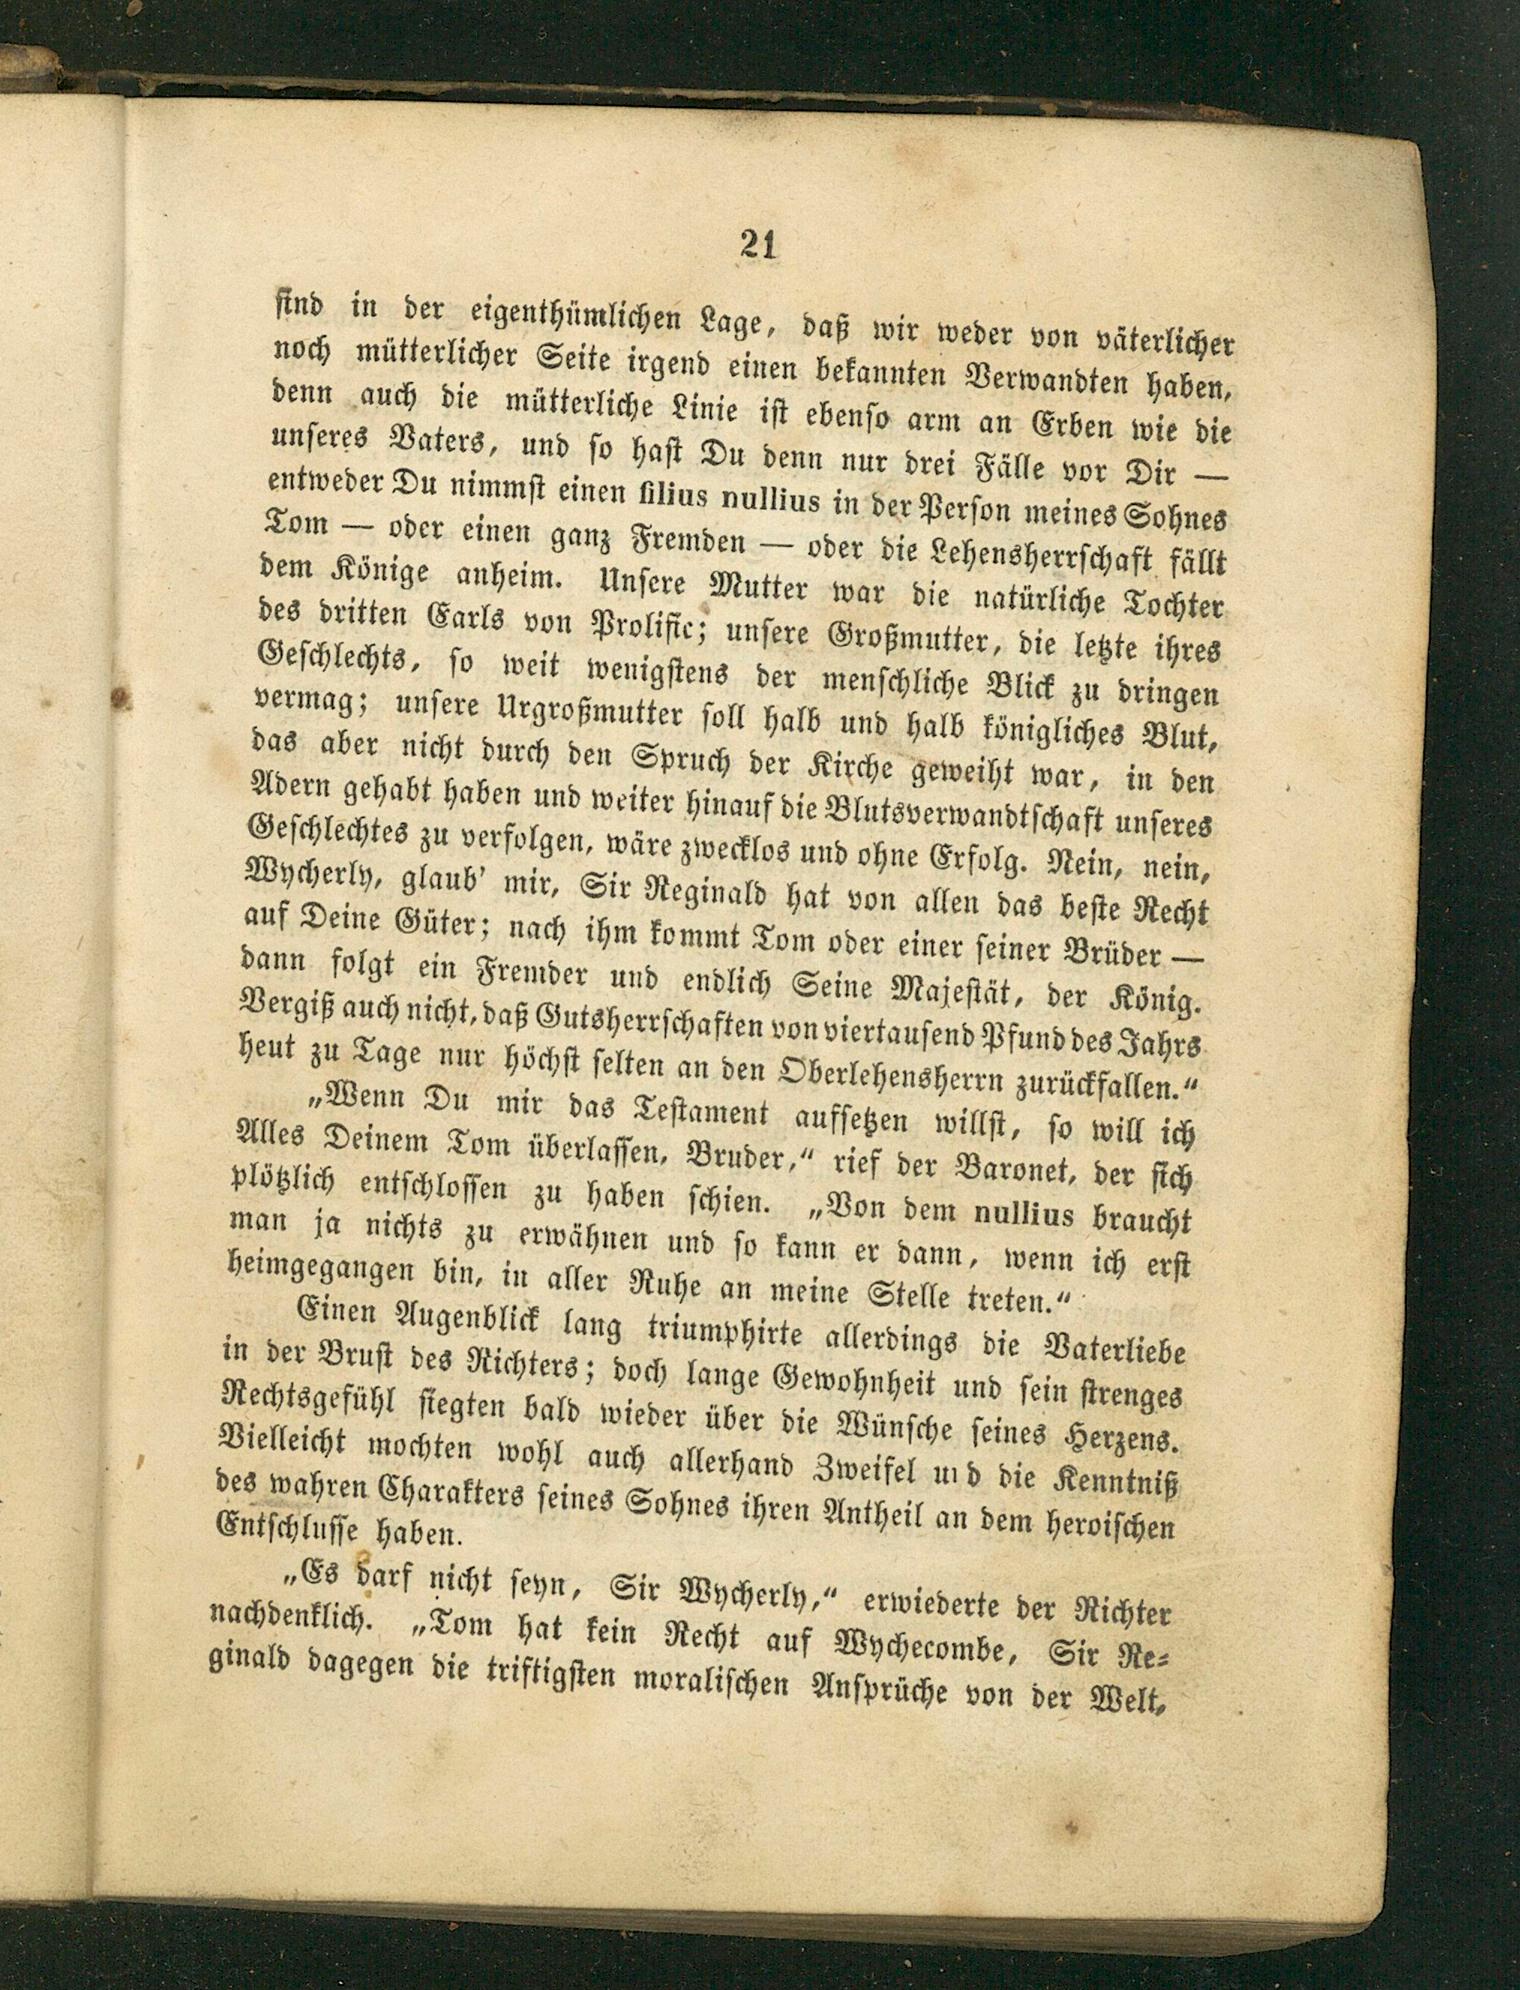 21
sind in der eigenthümlichen Lage, daß wir weder von väterlicher
noch mütterlicher Seite irgend einen bekannten Verwandten haben,
denn auch die mütterliche Linie ist ebenso arm an Erben wie die
unseres Vaters, und so hast Du denn nur drei Fälle vor Dir —
entweder Du nimmst einen filius nullius in der Person meines Sohnes
Tom — oder einen ganz Fremden — oder die Lehensherrschaft fällt
dem Könige anheim. Unsere Mutter war die natürliche Tochter
des dritten Earls von Prolific; unsere Großmutter, die letzte ihres
Geschlechts, so weit wenigstens der menschliche Blick zu dringen
vermag; unsere Urgroßmutter soll halb und halb königliches Blut,
das aber nicht durch den Spruch der Kirche geweiht war, in den
Adern gehabt haben und weiter hinauf die Blutsverwandtschaft unseres
Geschlechtes zu verfolgen, wäre zwecklos und ohne Erfolg. Nein, nein,
Wycherly, glaub' mir, Sir Reginald hat von allen das beste Recht
auf Deine Güter; nach ihm kommt Tom oder einer seiner Brüder —
dann folgt ein Fremder und endlich Seine Majestät, der König.
Vergiß auch nicht, daß Gutsherrschaften von viertausend Pfund des Jahrs
heut zu Tage nur höchst selten an den Oberlehensherrn zurückfallen.“
„Wenn Du mir das Testament aufsetzen willst, so will ich
Alles Deinem Tom überlassen, Bruder,“ rief der Baronet, der sich
plötzlich entschlossen zu haben schien. „Von dem nullius braucht
man ja nichts zu erwähnen und so kann er dann, wenn ich erst
heimgegangen bin, in aller Ruhe an meine Stelle treten.“
Einen Augenblick lang triumphirte allerdings die Vaterliebe
in der Brust des Richters; doch lange Gewohnheit und sein strenges
Rechtsgefühl siegten bald wieder über die Wünsche seines Herzens.
Vielleicht mochten wohl auch allerhand Zweifel und die Kenntniß
des wahren Charakters seines Sohnes ihren Antheil an dem heroischen
Entschlusse haben.
„Es darf nicht seyn, Sir Wycherly,“ erwiederte der Richter
nachdenklich. „Tom hat kein Recht auf Wychecombe, Sir Re-
ginald dagegen die triftigsten moralischen Ansprüche von der Welt,